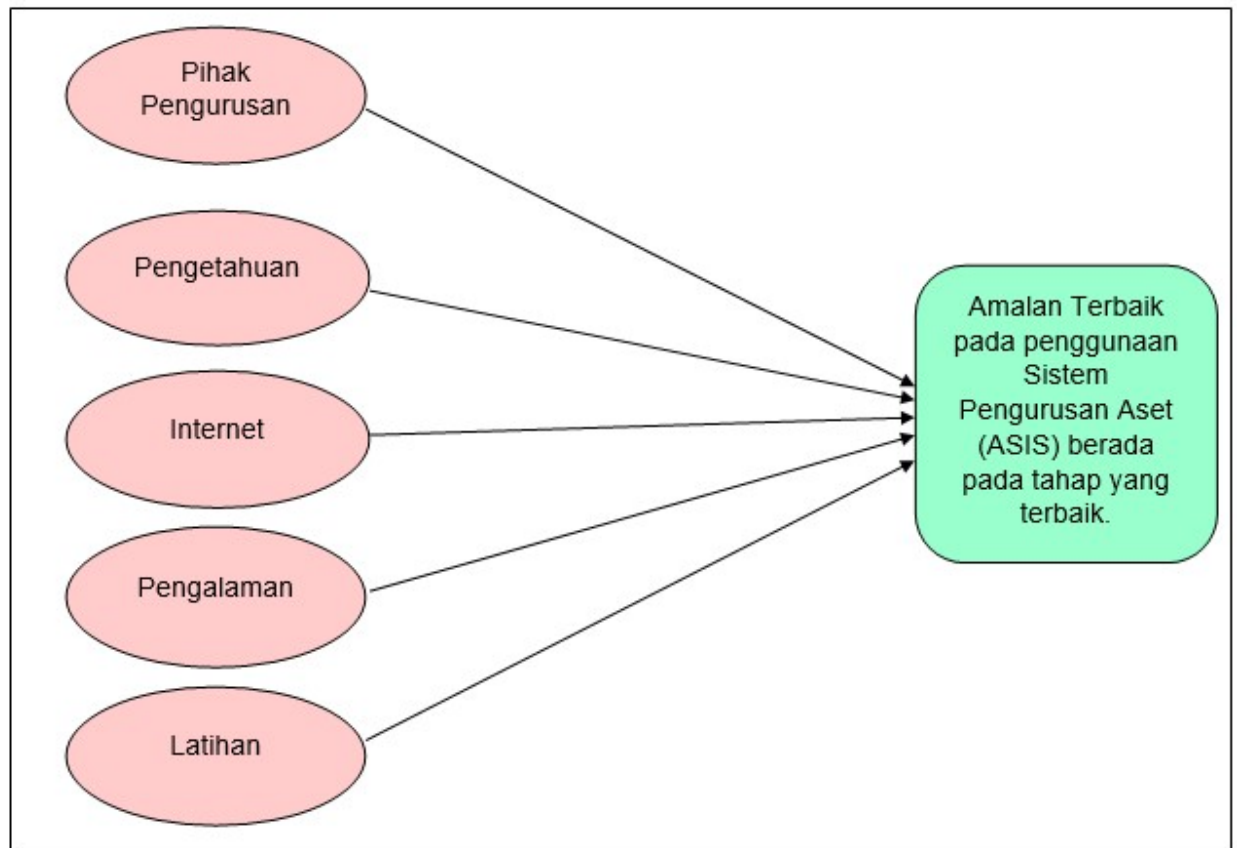 Pihak
Pengurusan
Pengetahuan
Internet
Pengalaman
Latihan
Amalan Terbaik
pada penggunaan
Sistem
Pengurusan Aset
(ASIS) berada
pada tahap yang
terbaik.